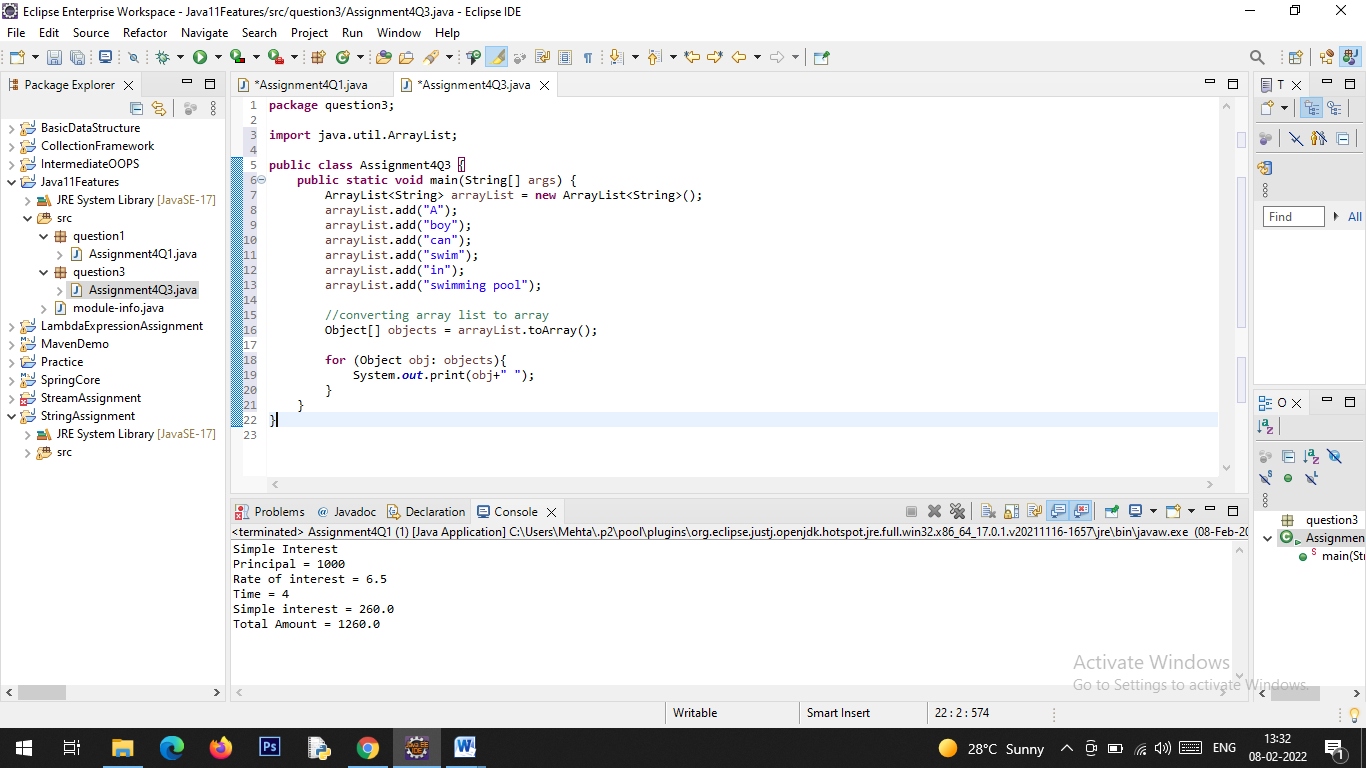 Eclipse Enterprise Workspace - Java11Features/src/question3/Assignment4Q3.java - Eclipse IDE
File Edit Source Refactor Navigate Search Project Run Window Help
Package Explorer
BasicDataStructure
CollectionFramework
IntermediateOOPS
Java11Features
JRE System Library [JavaSE-17]
src
question1
Assignment4Q1.java
question3
Assignment4Q3.java
module-info.java
LambdaExpressionAssignment
MavenDemo
Practice
SpringCore
StreamAssignment
StringAssignment
JRE System Library [JavaSE-17]
src
*Assignment4Q1.java *Assignment4Q3.java
1 package question3;
2
3 import java.util.ArrayList;
4
5 public class Assignment4Q3 {
6 public static void main(String[] args) {
7 ArrayList<String> arrayList = new ArrayList<String>();
8 arrayList.add("A");
9 arrayList.add("boy");
10 arrayList.add("can");
11 arrayList.add("swim");
12 arrayList.add("in");
13 arrayList.add("swimming pool");
14
15 //converting array list to array
16 Object[] objects = arrayList.toArray();
17
18 for (Object obj: objects){
19 System.out.print(obj+" ");
20 }
21 }
22 }
23
Problems @ Javadoc Declaration Console
<terminated> Assignment4Q1 (1) [Java Application] C:\Users\Mehta\.p2\pool\plugins\org.eclipse.justj.openjdk.hotspot.jre.full.win32.x86_64_17.0.1.v20211116-1657\jre\bin\javaw.exe (08-Feb-20
Simple Interest
Principal = 1000
Rate of interest = 6.5
Time = 4
Simple interest = 260.0
Total Amount = 1260.0
T
Find All
O
question3
Assignmen
main(Stri
Activate Windows
Go to Settings to activate Windows.
Writable Smart Insert 22 : 2 : 574
Ps
28°C Sunny ENG 13:32
08-02-2022
1